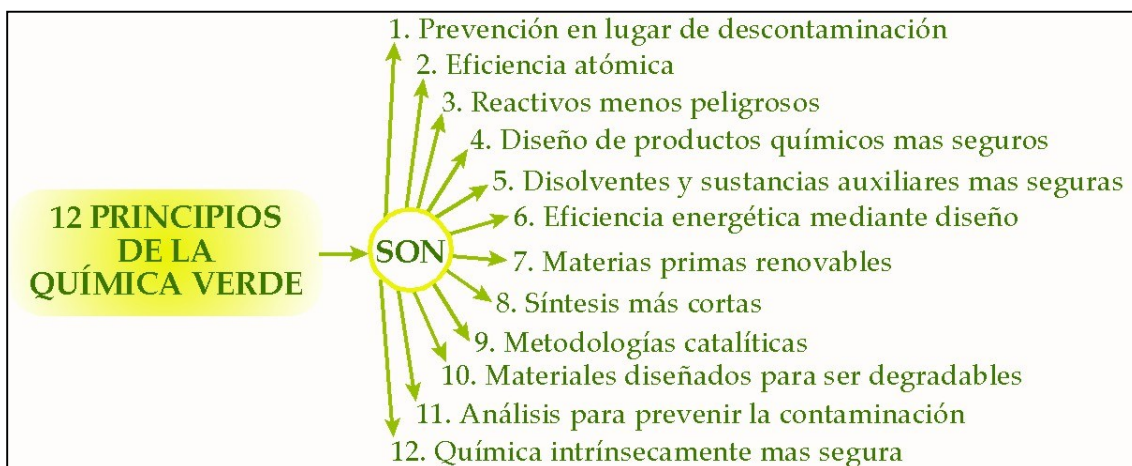 12 PRINCIPIOS
DE LA
QUÍMICA VERDE
SON
1. Prevención en lugar de descontaminación
2. Eficiencia atómica
3. Reactivos menos peligrosos
4. Diseño de productos químicos mas seguros
5. Disolventes y sustancias auxiliares mas seguras
6. Eficiencia energética mediante diseño
7. Materias primas renovables
8. Síntesis más cortas
9. Metodologías catalíticas
10. Materiales diseñados para ser degradables
11. Análisis para prevenir la contaminación
12. Química intrínsecamente mas segura